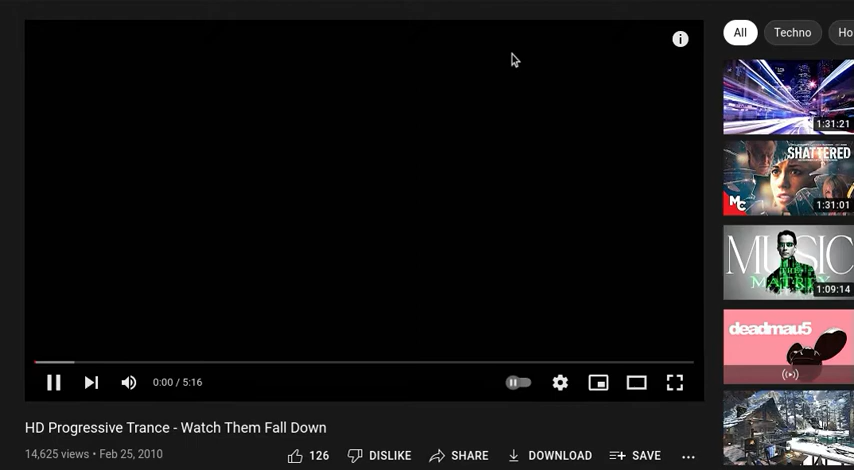 All
Techno
Ho
1:31:21
SHATTERED
MC
1:31:01
MUSIC
THE
MATRIX
1:09:14
deadmau5
0:00 / 5:16
HD Progressive Trance - Watch Them Fall Down
14,625 views • Feb 25, 2010
126 DISLIKE SHARE DOWNLOAD SAVE